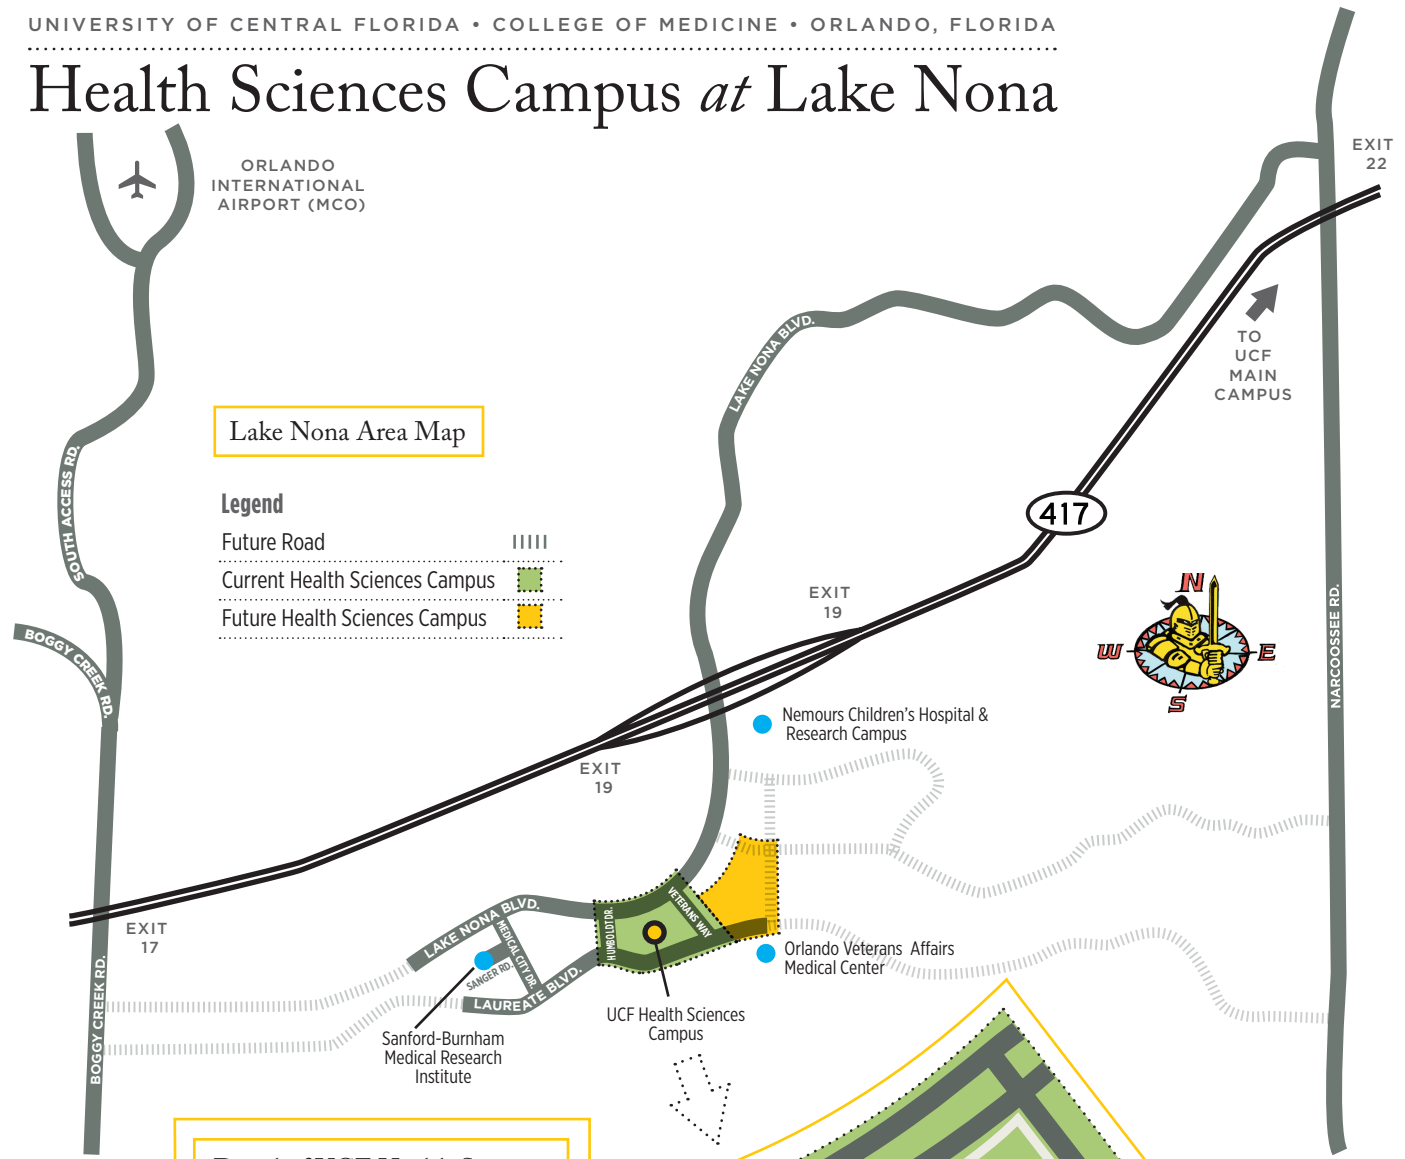 UNIVERSITY OF CENTRAL FLORIDA • COLLEGE OF MEDICINE • ORLANDO, FLORIDA
Health Sciences Campus at Lake Nona
EXIT
22
ORLANDO
INTERNATIONAL
AIRPORT (MCO)
LAKE NONA BLVD.
TO
UCF
MAIN
CAMPUS
Lake Nona Area Map
SOUTH ACCESS RD.
Legend
Future Road
Current Health Sciences Campus
Future Health Sciences Campus
417
EXIT
19
N
W
E
S
NARCOOSSEE RD.
BOGGY CREEK RD.
Nemours Children's Hospital &
Research Campus
EXIT
19
EXIT
17
LAKE NONA BLVD.
MEDICAL CITY DR.
SANGER RD.
LAUREATE BLVD.
HUMBOLDT DR.
VETERANS WAY
Orlando Veterans Affairs
Medical Center
BOGGY CREEK RD.
UCF Health Sciences
Campus
Sanford-Burnham
Medical Research
Institute